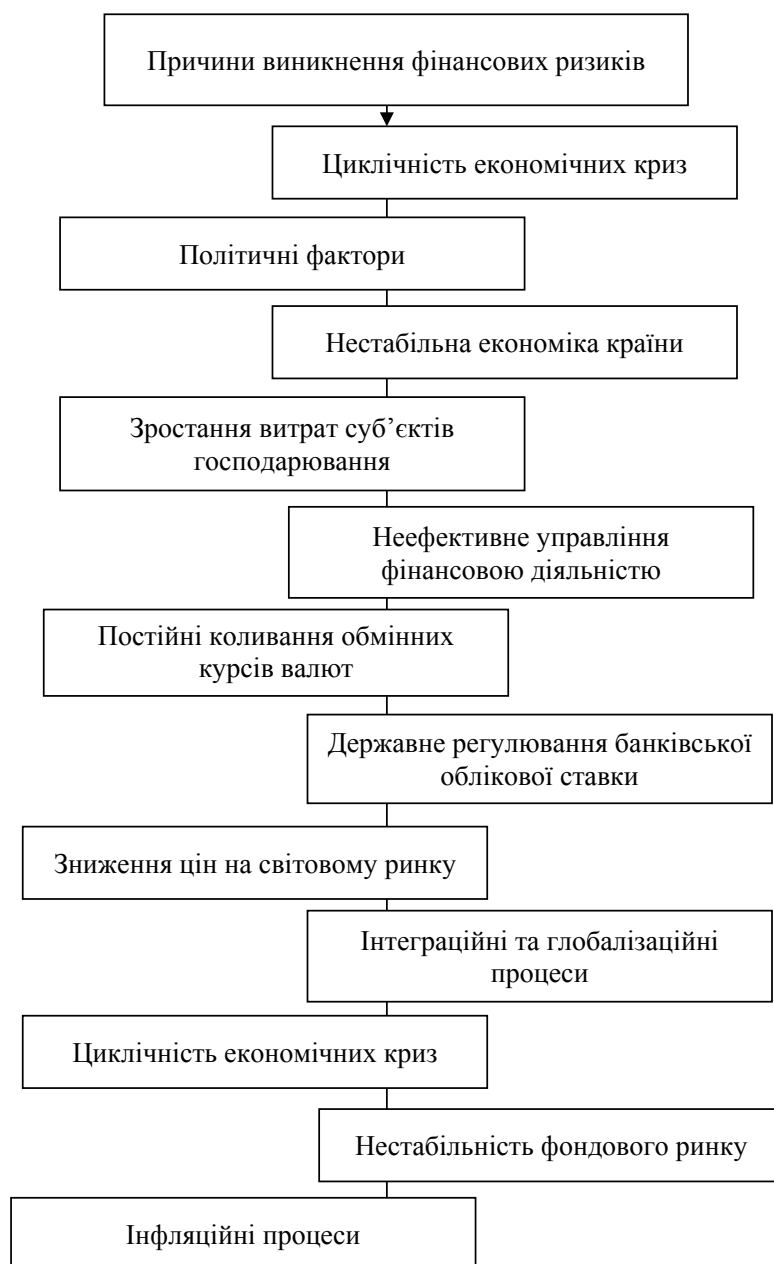 Причини виникнення фінансових ризиків
Циклічність економічних криз
Політичні фактори
Нестабільна економіка країни
Зростання витрат суб’єктів
господарювання
Неефективне управління
фінансовою діяльністю
Постійні коливання обмінних
курсів валют
Державне регулювання банківської
облікової ставки
Зниження цін на світовому ринку
Інтеграційні та глобалізаційні
процеси
Циклічність економічних криз
Нестабільність фондового ринку
Інфляційні процеси